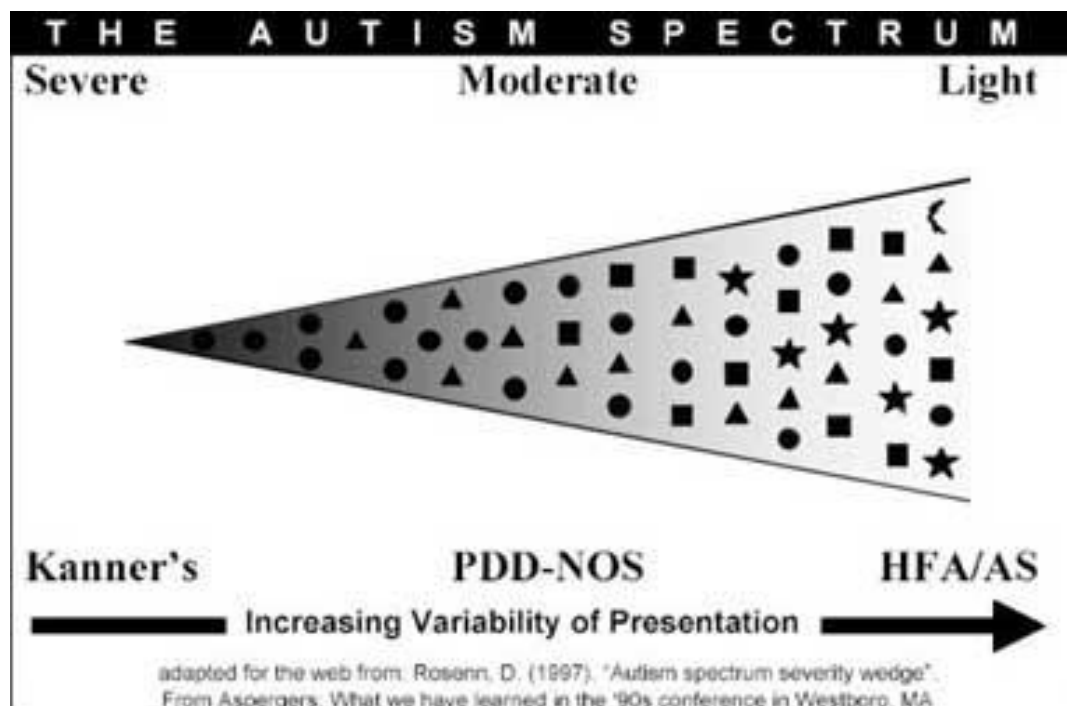 THE AUTISM SPECTRUM
Severe Moderate Light
Kanner's PDD-NOS HFA/AS
Increasing Variability of Presentation
adapted for the web from: Rosenn, D. (1997). "Autism spectrum severity wedge".
From Aspergers: What we have learned in the '90s conference in Westboro, MA